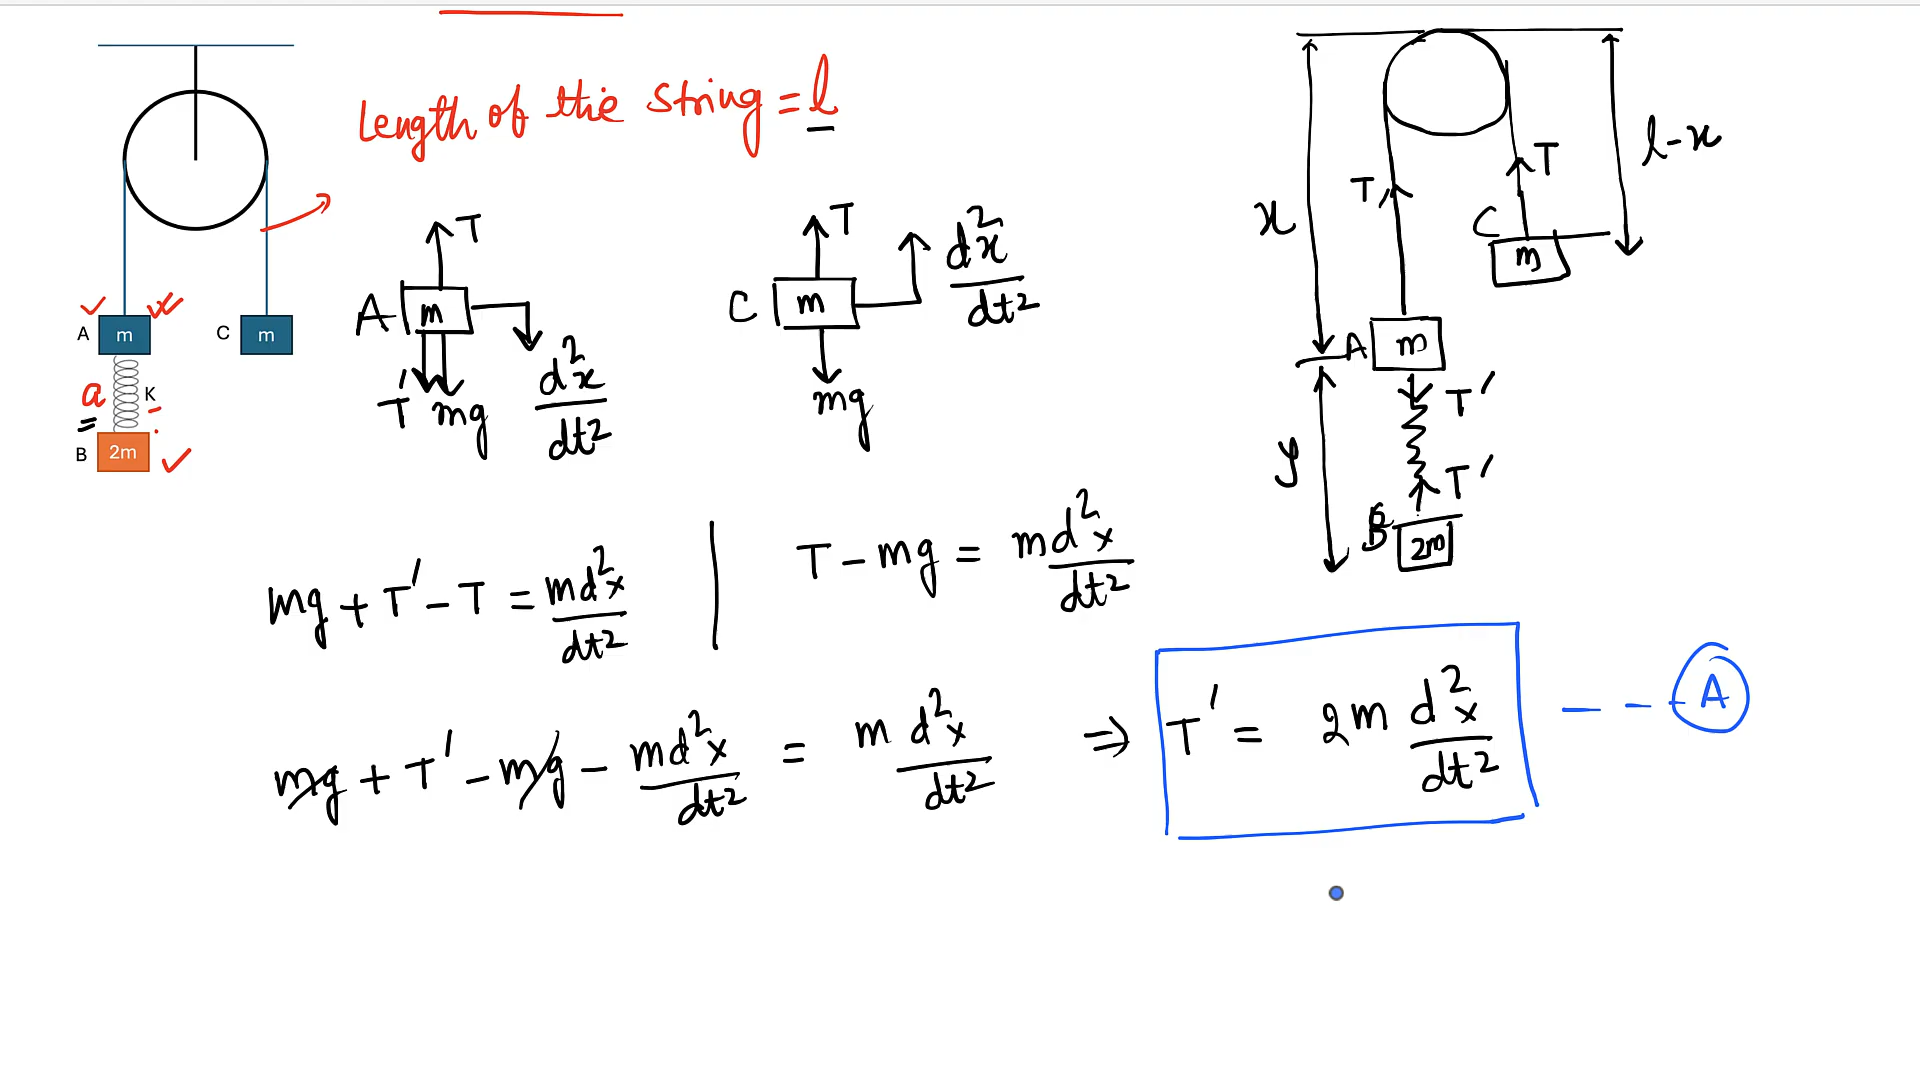 Length of the string = l
A m
C m
a K
B 2m
T
A m
T' mg
d²x/dt²
T
C m
mg
d²x/dt²
x
l-x
T
T
C
m
A m
T'
y
T'
B
2m
mg + T' - T = md²x/dt²
T - mg = md²x/dt²
mg + T' - mg - md²x/dt² = m d²x/dt² ⇒ T' = 2m d²x/dt² --- A